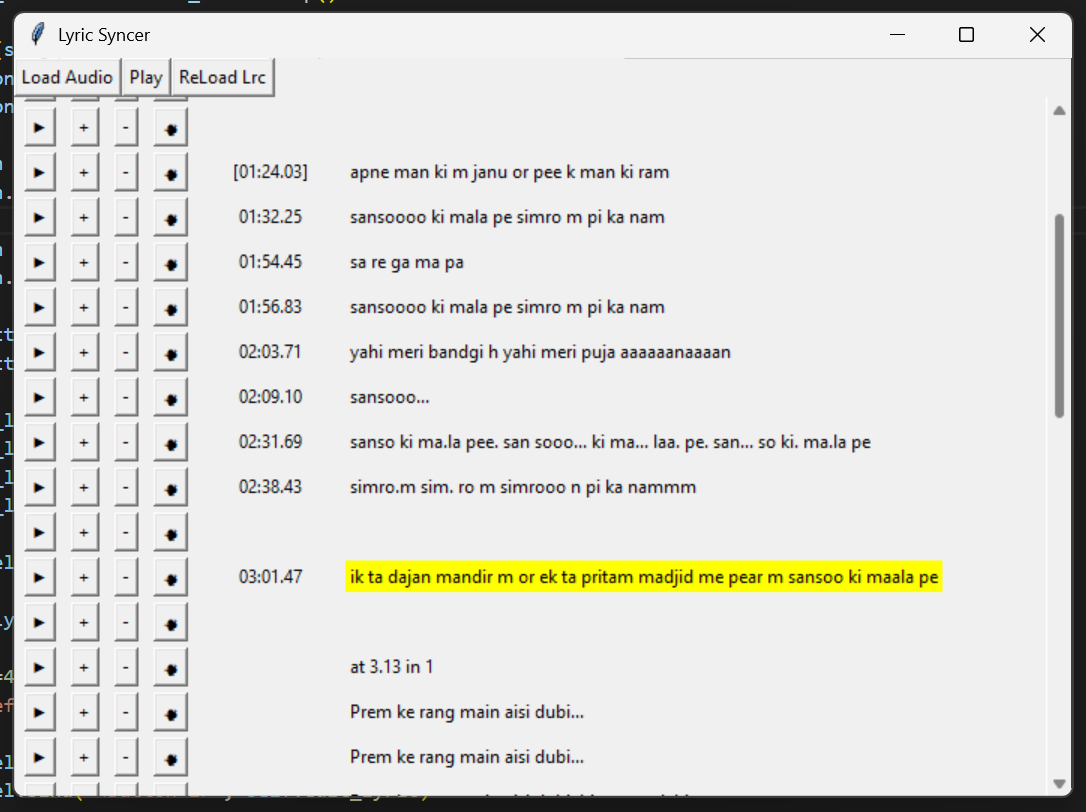 Lyric Syncer
Load Audio Play ReLoad Lrc
▶ + -
▶ + - [01:24.03] apne man ki m janu or pee k man ki ram
▶ + - 01:32.25 sansoooo ki mala pe simro m pi ka nam
▶ + - 01:54.45 sa re ga ma pa
▶ + - 01:56.83 sansoooo ki mala pe simro m pi ka nam
▶ + - 02:03.71 yahi meri bandgi h yahi meri puja aaaaaanaaaan
▶ + - 02:09.10 sansooo...
▶ + - 02:31.69 sanso ki ma.la pee. san sooo... ki ma... laa. pe. san... so ki. ma.la pe
▶ + - 02:38.43 simro.m sim. ro m simrooo n pi ka nammm
▶ + -
▶ + - 03:01.47 ik ta dajan mandir m or ek ta pritam madjid me pear m sansoo ki maala pe
▶ + -
▶ + - at 3.13 in 1
▶ + - Prem ke rang main aisi dubi...
▶ + - Prem ke rang main aisi dubi...